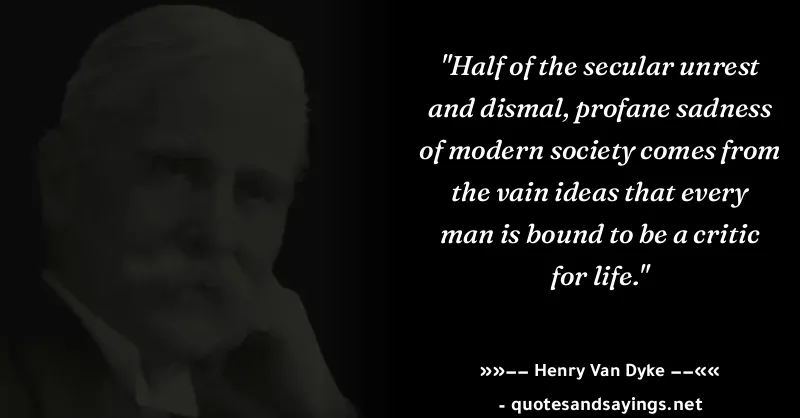 "Half of the secular unrest
and dismal, profane sadness
of modern society comes from
the vain ideas that every
man is bound to be a critic
for life."
»»–– Henry Van Dyke ––««
- quotesandsayings.net